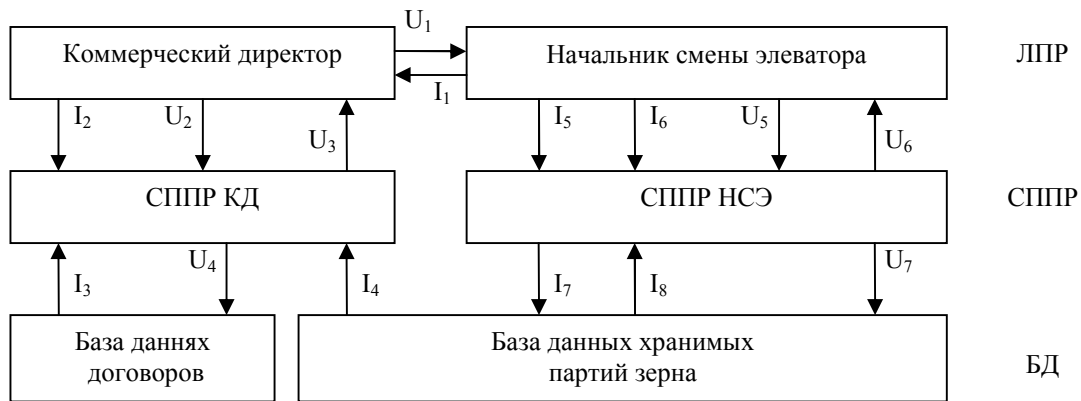 U₁
Коммерческий директор
Начальник смены элеватора
ЛПР
I₁
I₂
U₂
U₃
I₅
I₆
U₅
U₆
СППР КД
СППР НСЭ
СППР
I₃
U₄
I₄
I₇
I₈
U₇
База даннях
договоров
База данных хранимых
партий зерна
БД